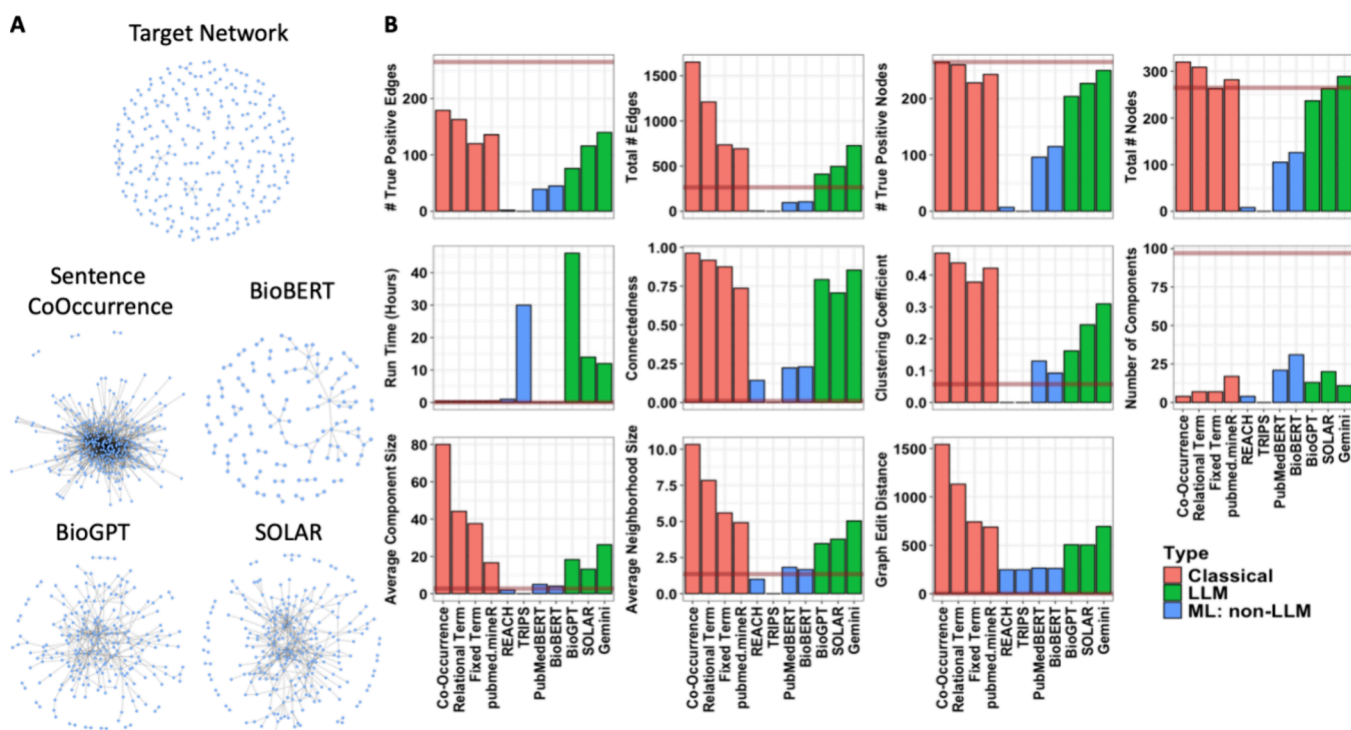 A
B
Target Network
Sentence
CoOccurrence
BioBERT
BioGPT
SOLAR
# True Positive Edges
200
100
0
Total # Edges
1500
1000
500
0
# True Positive Nodes
200
100
0
Total # Nodes
300
200
100
0
Run Time (Hours)
40
30
20
10
0
Connectedness
1.00
0.75
0.50
0.25
0.00
Clustering Coefficient
0.4
0.3
0.2
0.1
0.0
Number of Components
100
75
50
25
0
Co-Occurrence
Relational Term
Fixed Term
pubmed.mineR
REACH
TRIPS
PubMedBERT
BioBERT
BioGPT
SOLAR
Gemini
Average Component Size
80
60
40
20
0
Co-Occurrence
Relational Term
Fixed Term
pubmed.mineR
REACH
TRIPS
PubMedBERT
BioBERT
BioGPT
SOLAR
Gemini
Average Neighborhood Size
10.0
7.5
5.0
2.5
0.0
Co-Occurrence
Relational Term
Fixed Term
pubmed.mineR
REACH
TRIPS
PubMedBERT
BioBERT
BioGPT
SOLAR
Gemini
Graph Edit Distance
1500
1000
500
0
Co-Occurrence
Relational Term
Fixed Term
pubmed.mineR
REACH
TRIPS
PubMedBERT
BioBERT
BioGPT
SOLAR
Gemini
Type
Classical
LLM
ML: non-LLM